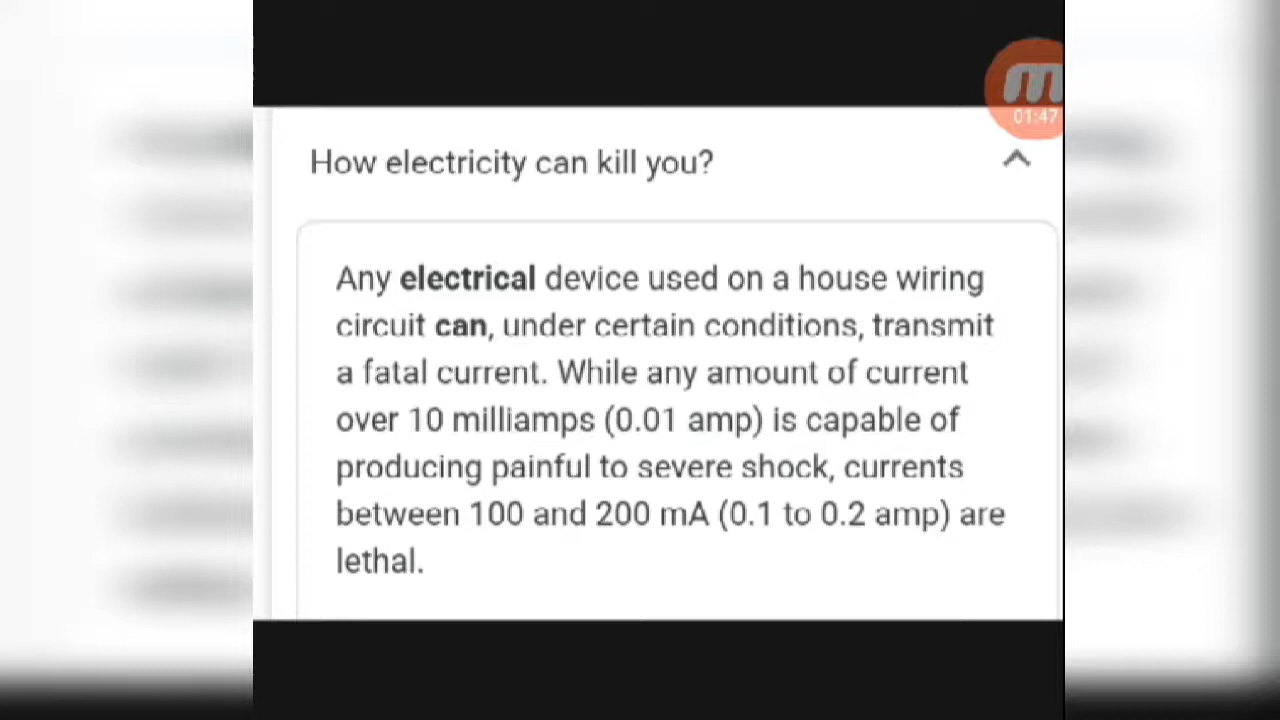 01:47
How electricity can kill you?
Any electrical device used on a house wiring
circuit can, under certain conditions, transmit
a fatal current. While any amount of current
over 10 milliamps (0.01 amp) is capable of
producing painful to severe shock, currents
between 100 and 200 mA (0.1 to 0.2 amp) are
lethal.